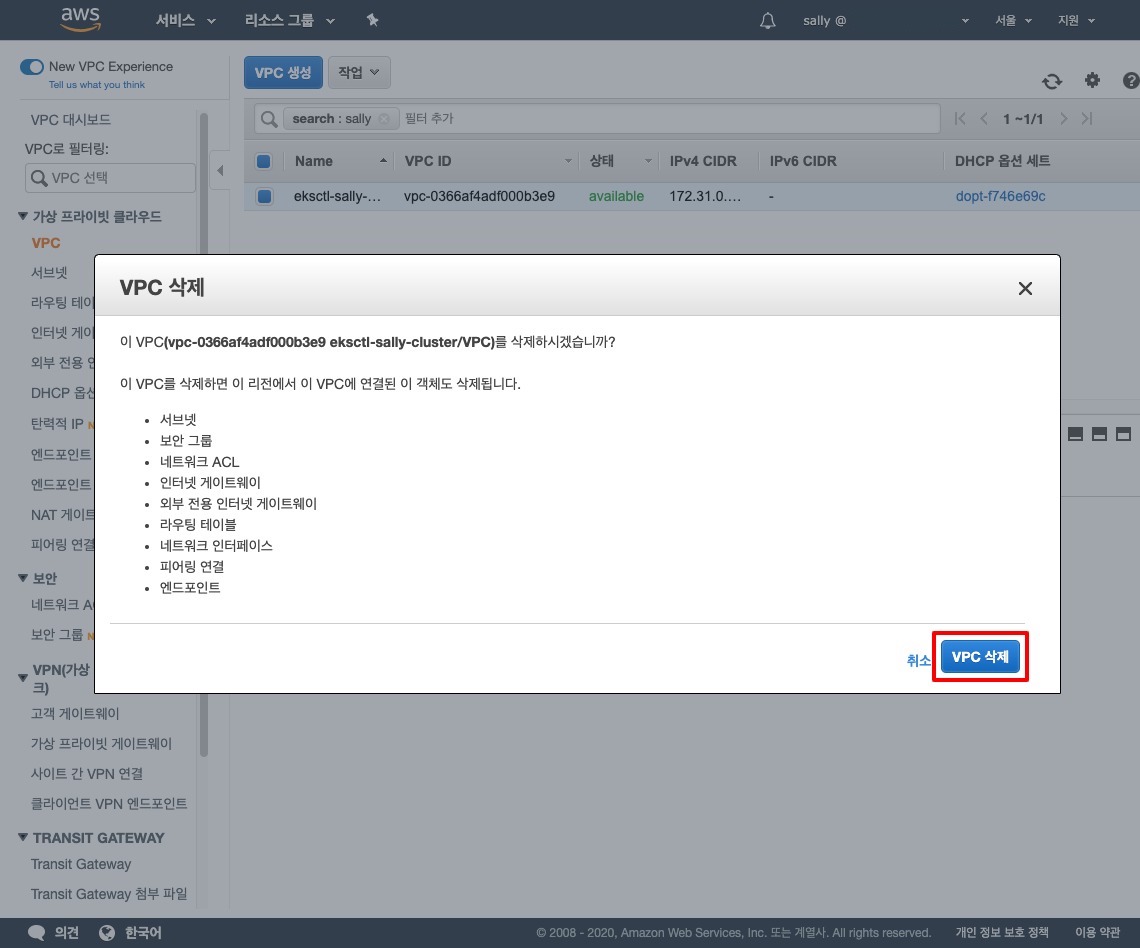 aws 서비스 리소스 그룹 sally @ 서울 지원
New VPC Experience
Tell us what you think
VPC 생성 작업
VPC 대시보드
search : sally 필터 추가 1 ~1/1
VPC로 필터링:
VPC 선택
Name VPC ID 상태 IPv4 CIDR IPv6 CIDR DHCP 옵션 세트
eksctl-sally-... vpc-0366af4adf000b3e9 available 172.31.0.... - dopt-f746e69c
가상 프라이빗 클라우드
VPC
서브넷
라우팅 테이
인터넷 게이
외부 전용
DHCP 옵션
탄력적 IP N
엔드포인트
엔드포인트
NAT 게이트
피어링 연결
보안
네트워크 A
보안 그룹 N
VPN(가상
크)
고객 게이트웨이
가상 프라이빗 게이트웨이
사이트 간 VPN 연결
클라이언트 VPN 엔드포인트
TRANSIT GATEWAY
Transit Gateway
Transit Gateway 첨부 파일
VPC 삭제
이 VPC(vpc-0366af4adf000b3e9 eksctl-sally-cluster/VPC)를 삭제하시겠습니까?
이 VPC를 삭제하면 이 리전에서 이 VPC에 연결된 이 객체도 삭제됩니다.
• 서브넷
• 보안 그룹
• 네트워크 ACL
• 인터넷 게이트웨이
• 외부 전용 인터넷 게이트웨이
• 라우팅 테이블
• 네트워크 인터페이스
• 피어링 연결
• 엔드포인트
취소 VPC 삭제
의견 한국어 © 2008 - 2020, Amazon Web Services, Inc. 또는 계열사. All rights reserved. 개인 정보 보호 정책 이용 약관